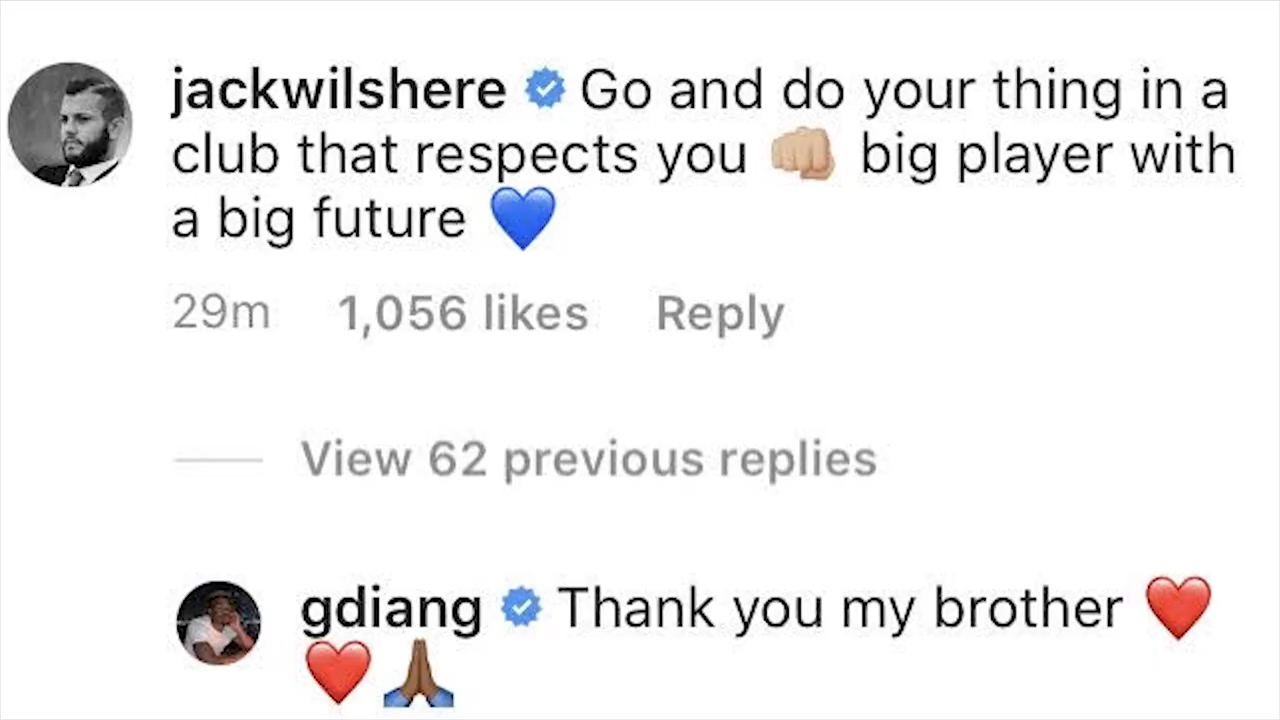 jackwilshere Go and do your thing in a
club that respects you 👊🏼 big player with
a big future 💙
29m 1,056 likes Reply
View 62 previous replies
gdiang Thank you my brother ❤️
❤️🙏🏾